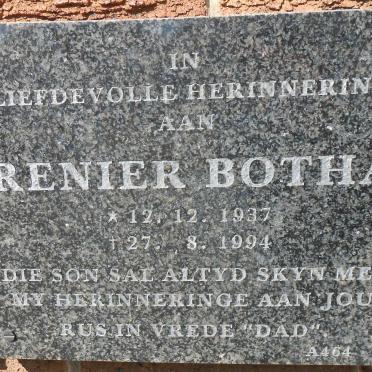 IN
LIEFDEVOLLE HERINNERIN
AAN
RENIER BOTHA
* 12. 12. 1937
† 27. 8. 1994
DIE SON SAL ALTYD SKYN ME
MY HERINNERINGE AAN JOU
RUS IN VREDE "DAD"
A464